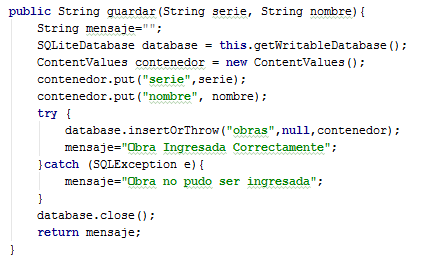 public String guardar(String serie, String nombre){
String mensaje="";
SQLiteDatabase database = this.getWritableDatabase();
ContentValues contenedor = new ContentValues();
contenedor.put("serie",serie);
contenedor.put("nombre", nombre);
try {
database.insertOrThrow("obras",null,contenedor);
mensaje="Obra Ingresada Correctamente";
}catch (SQLException e){
mensaje="Obra no pudo ser ingresada";
}
database.close();
return mensaje;
}